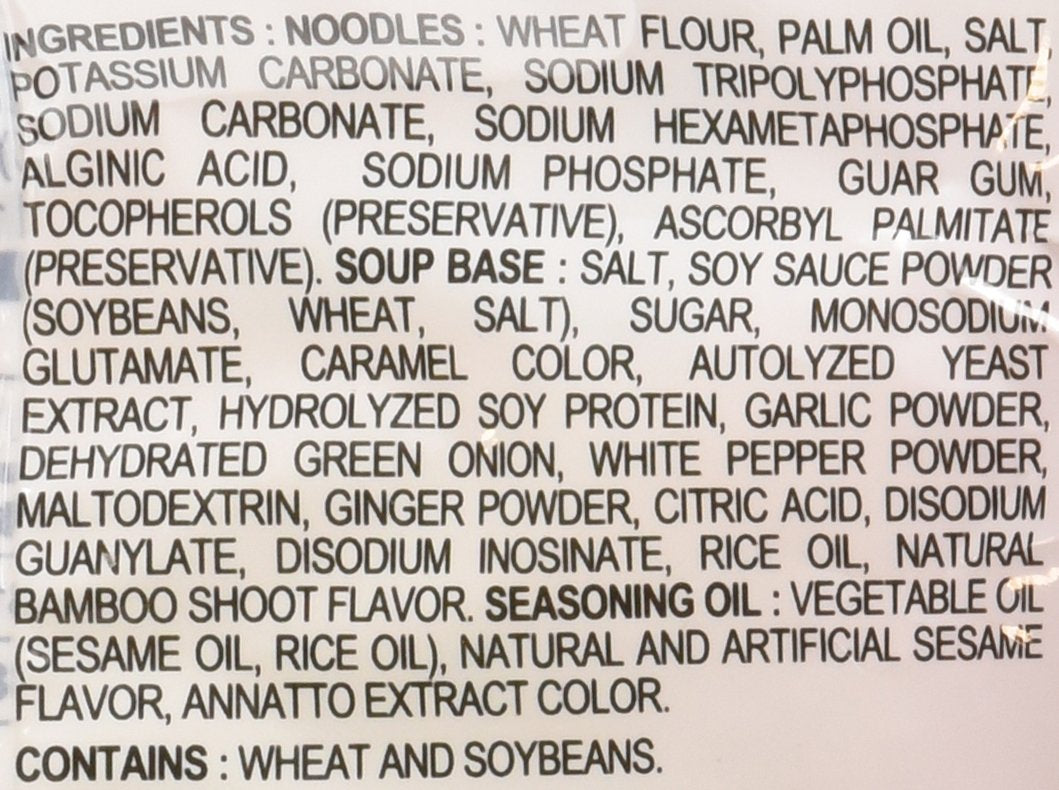 INGREDIENTS : NOODLES : WHEAT FLOUR, PALM OIL, SALT,
POTASSIUM CARBONATE, SODIUM TRIPOLYPHOSPHATE,
SODIUM CARBONATE, SODIUM HEXAMETAPHOSPHATE,
ALGINIC ACID, SODIUM PHOSPHATE, GUAR GUM,
TOCOPHEROLS (PRESERVATIVE), ASCORBYL PALMITATE
(PRESERVATIVE). SOUP BASE : SALT, SOY SAUCE POWDER
(SOYBEANS, WHEAT, SALT), SUGAR, MONOSODIUM
GLUTAMATE, CARAMEL COLOR, AUTOLYZED YEAST
EXTRACT, HYDROLYZED SOY PROTEIN, GARLIC POWDER,
DEHYDRATED GREEN ONION, WHITE PEPPER POWDER,
MALTODEXTRIN, GINGER POWDER, CITRIC ACID, DISODIUM
GUANYLATE, DISODIUM INOSINATE, RICE OIL, NATURAL
BAMBOO SHOOT FLAVOR. SEASONING OIL : VEGETABLE OIL
(SESAME OIL, RICE OIL), NATURAL AND ARTIFICIAL SESAME
FLAVOR, ANNATTO EXTRACT COLOR.
CONTAINS : WHEAT AND SOYBEANS.